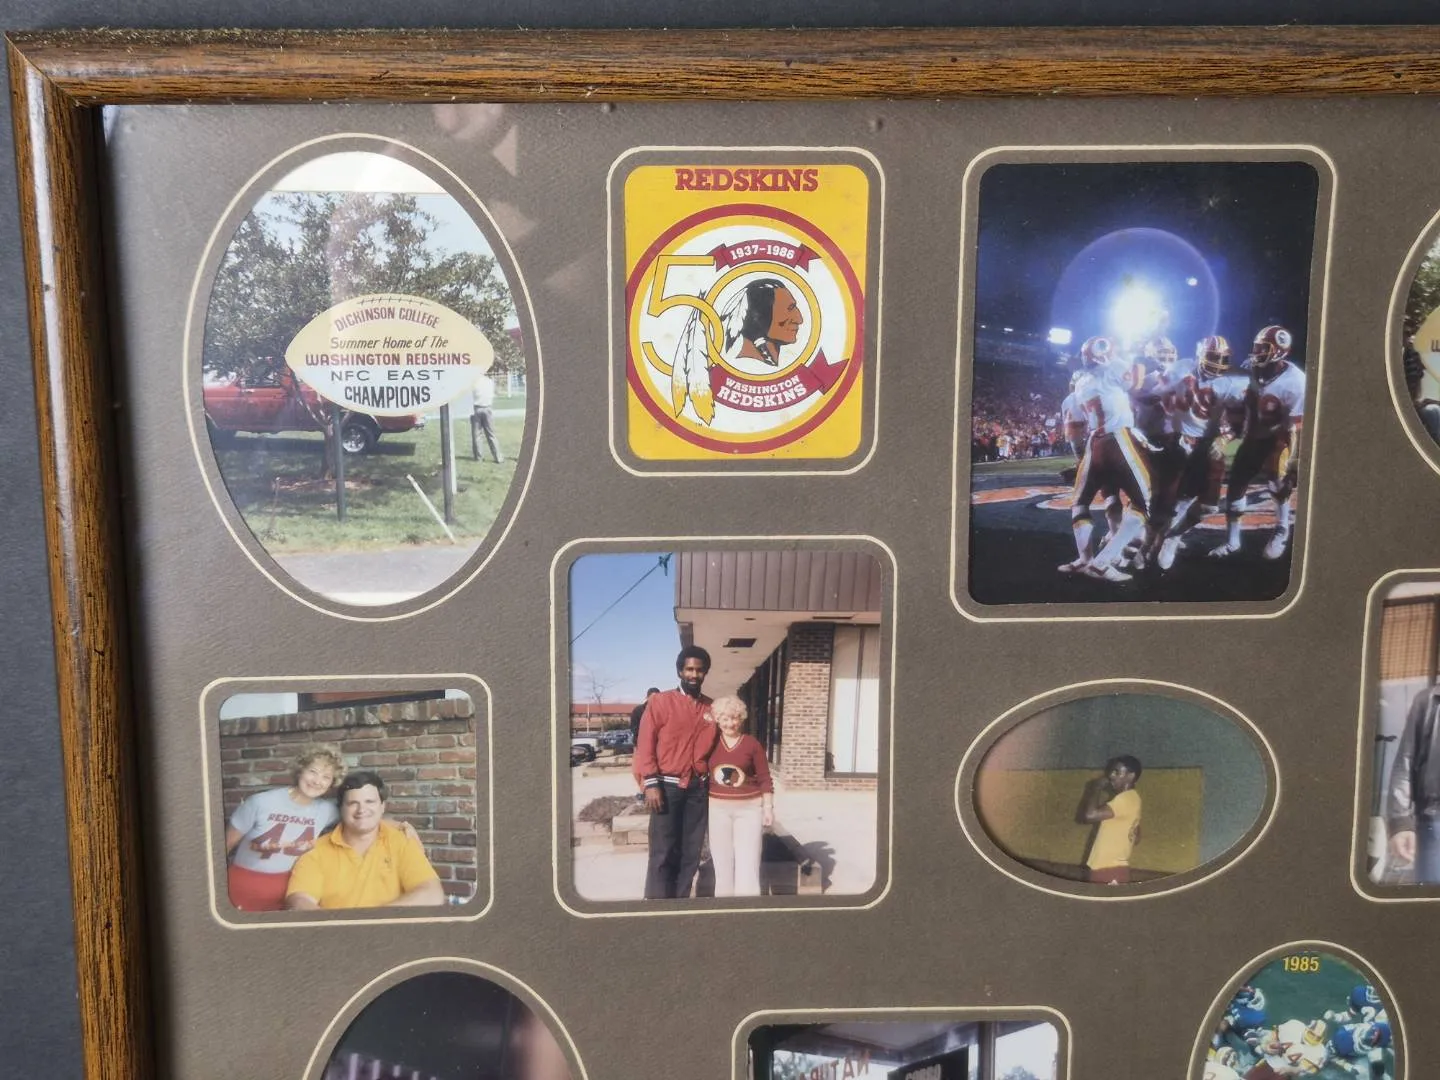 DICKINSON COLLEGE
Summer Home of The
WASHINGTON REDSKINS
NFC EAST
CHAMPIONS
REDSKINS
1937-1986
50
WASHINGTON
REDSKINS
TM
REDSKINS
44
1985